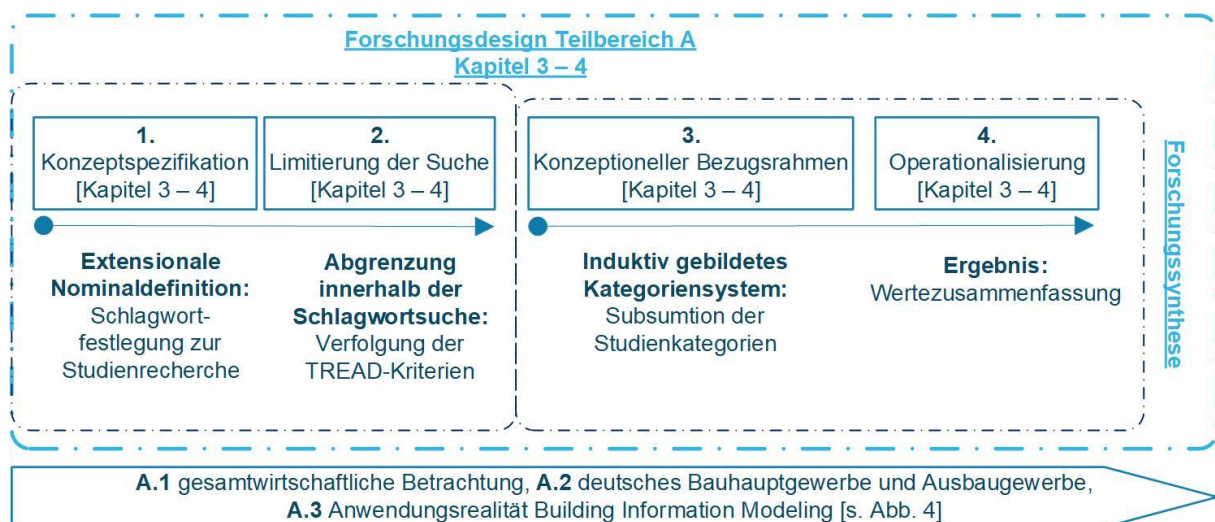 Forschungsdesign Teilbereich A
Kapitel 3 – 4
1.
Konzeptspezifikation
[Kapitel 3 – 4]
2.
Limitierung der Suche
[Kapitel 3 – 4]
3.
Konzeptioneller Bezugsrahmen
[Kapitel 3 – 4]
4.
Operationalisierung
[Kapitel 3 – 4]
Extensionale
Nominaldefinition:
Schlagwort-
festlegung zur
Studienrecherche
Abgrenzung
innerhalb der
Schlagwortsuche:
Verfolgung der
TREAD-Kriterien
Induktiv gebildetes
Kategoriensystem:
Subsumtion der
Studienkategorien
Ergebnis:
Wertezusammenfassung
Forschungssynthese
A.1 gesamtwirtschaftliche Betrachtung, A.2 deutsches Bauhauptgewerbe und Ausbaugewerbe,
A.3 Anwendungsrealität Building Information Modeling [s. Abb. 4]